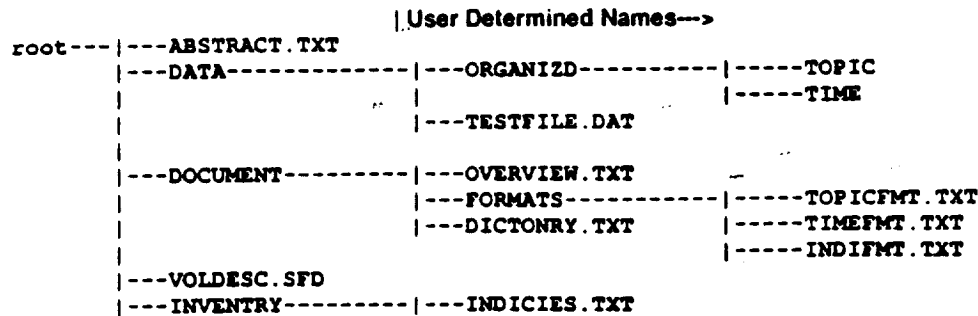 | User Determined Names--->
root---|---ABSTRACT.TXT
|---DATA--------------|---ORGANIZD----------|-----TOPIC
| | |-----TIME
| |---TESTFILE.DAT
|
|---DOCUMENT----------|---OVERVIEW.TXT
| |---FORMATS-----------|-----TOPICFMT.TXT
| |---DICTONRY.TXT |-----TIMEFMT.TXT
| |-----INDIFMT.TXT
|---VOLDESC.SFD
|---INVENTRY----------|---INDICIES.TXT